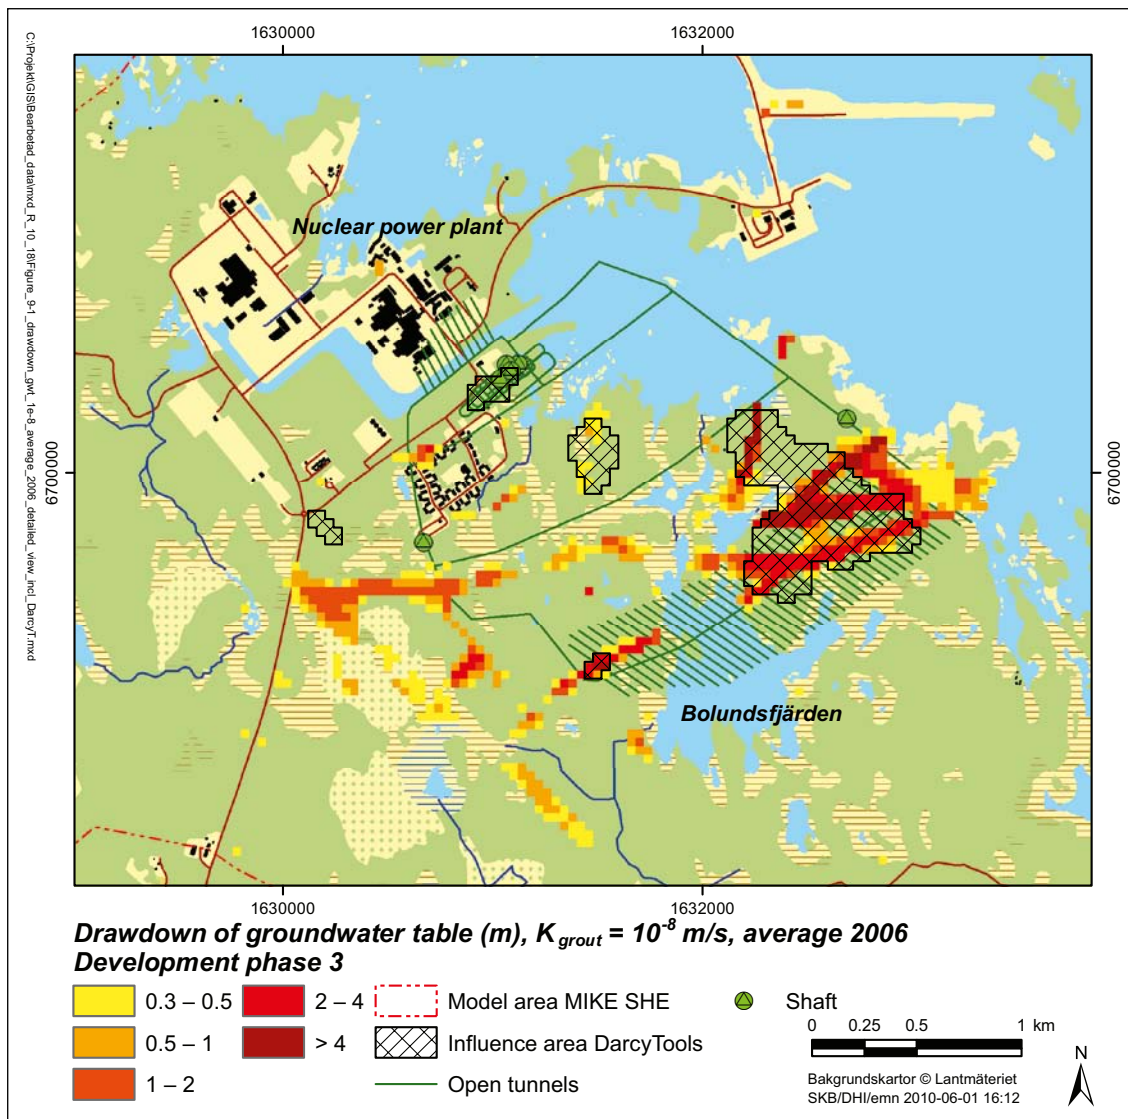 1630000
1632000
C:\Projekt\GIS\Bearbetad_data\mxd_R_10_18\Figure_9-1_drawdown_gwt_1e-8_average_2006_detailed_view_incl_DarcyT.mxd
Nuclear power plant
6700000
6700000
Bolundsfjärden
1630000
1632000
Drawdown of groundwater table (m), K grout = 10-8 m/s, average 2006
Development phase 3
0.3 – 0.5
2 – 4
Model area MIKE SHE
Shaft
0.5 – 1
> 4
Influence area DarcyTools
0 0.25 0.5 1 km
1 – 2
Open tunnels
Bakgrundskartor © Lantmäteriet
SKB/DHI/emn 2010-06-01 16:12
N